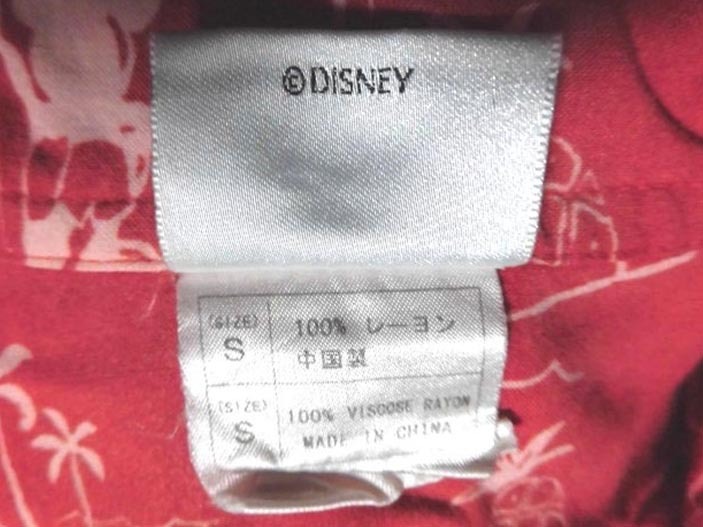 ©DISNEY
(SIZE) 100% レーヨン
S 中国製
(SIZE) 100% VISCOSE RAYON
S MADE IN CHINA